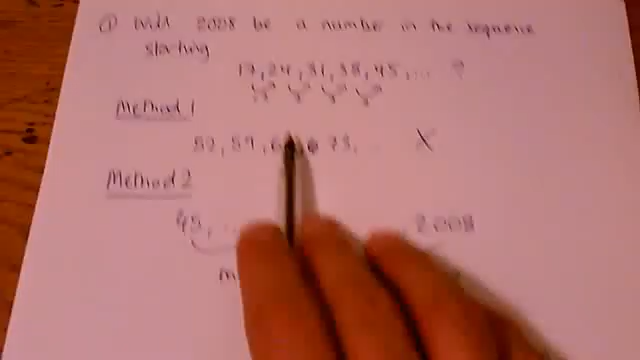 ① Will 2008 be a number in the sequence
starting
17, 24, 31, 38, 45, ... ?
Method 1
52, 59, 73, ... X
Method 2
45, ... 2008
m